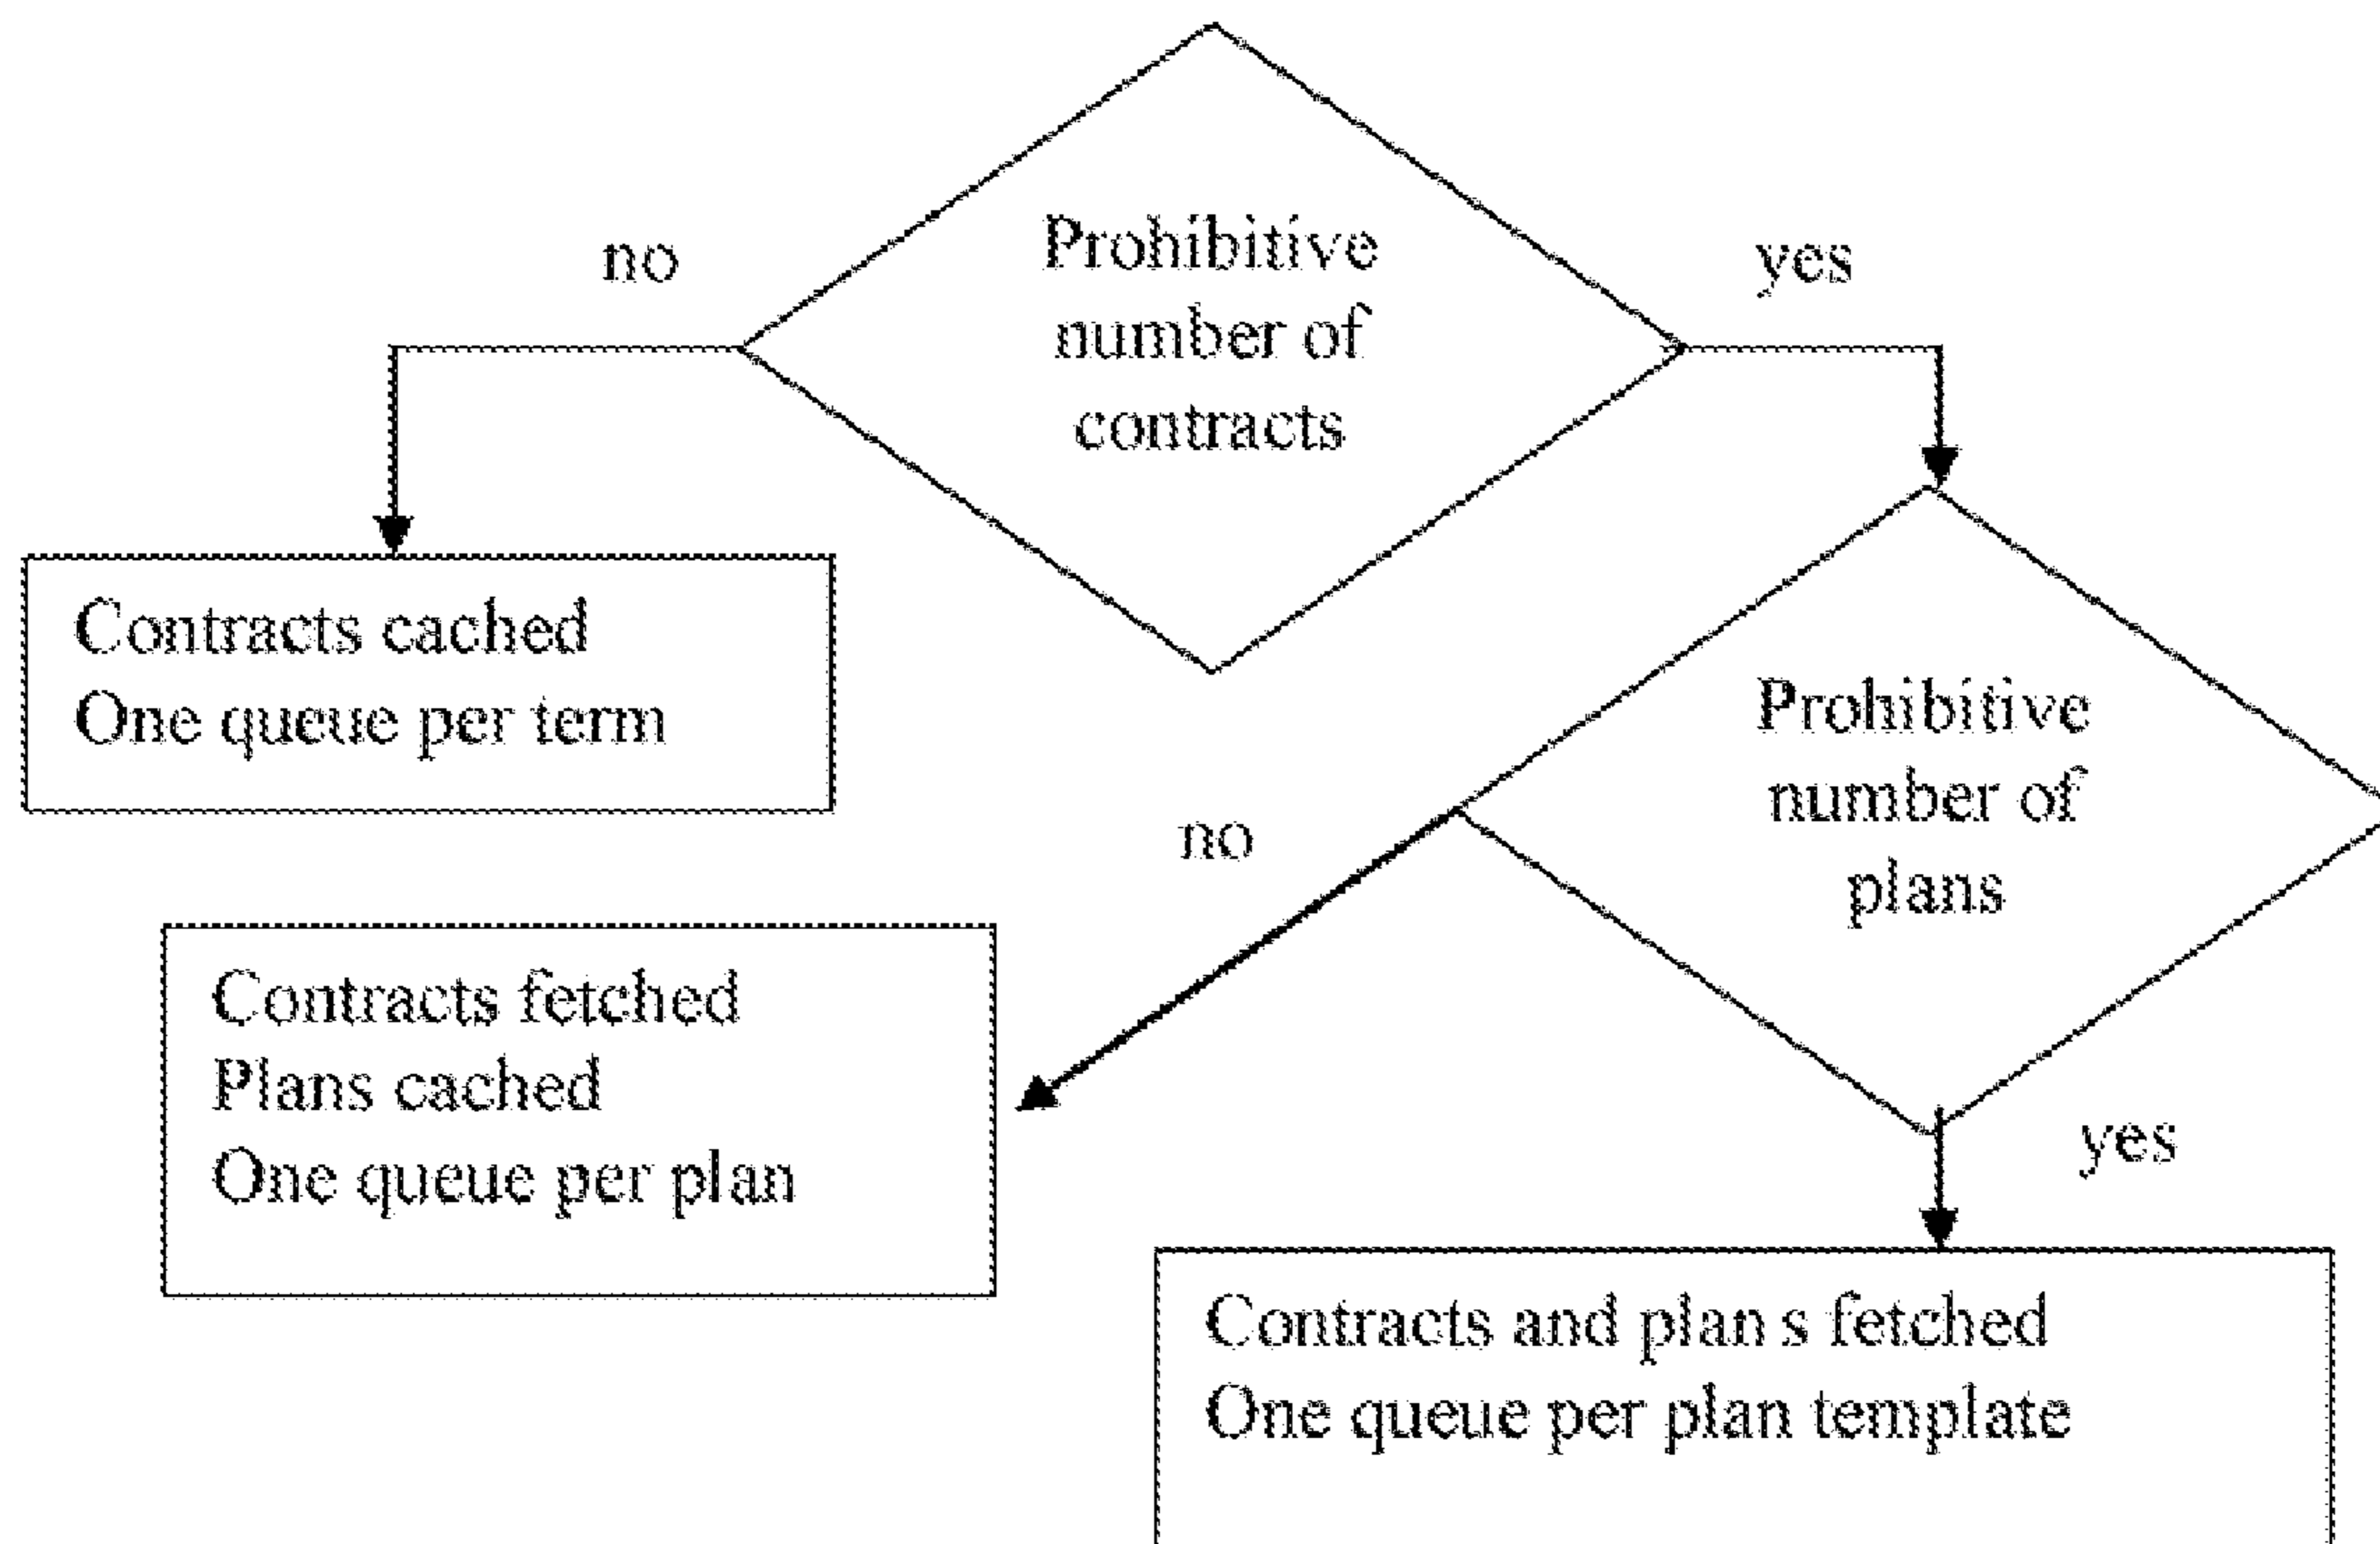 Prohibitive
number of
contracts
no
yes
Contracts cached
One queue per term
Prohibitive
number of
plans
no
yes
Contracts fetched
Plans cached
One queue per plan
Contracts and plan s fetched
One queue per plan template